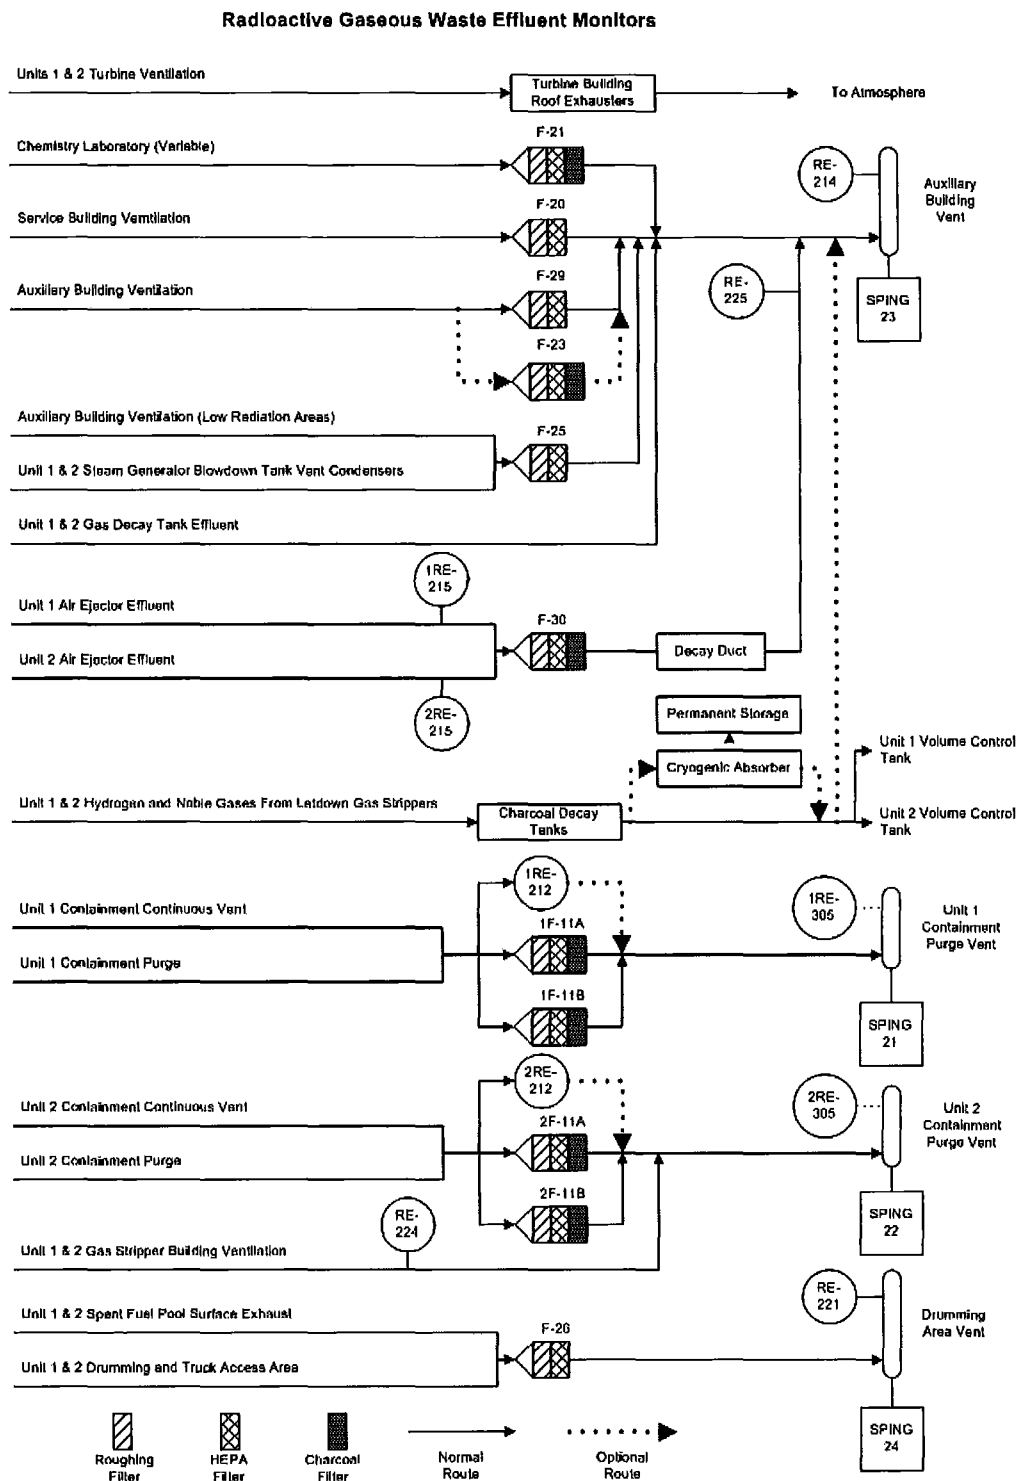 Radioactive Gaseous Waste Effluent Monitors
Units 1 & 2 Turbine Ventilation
Turbine Building
Roof Exhausters
To Atmosphere
Chemistry Laboratory (Variable)
F-21
RE-
214
Auxiliary
Building
Vent
Service Building Ventilation
F-20
Auxiliary Building Ventilation
F-29
RE-
225
SPING
23
F-23
Auxiliary Building Ventilation (Low Radiation Areas)
F-25
Unit 1 & 2 Steam Generator Blowdown Tank Vent Condensers
Unit 1 & 2 Gas Decay Tank Effluent
1RE-
215
Unit 1 Air Ejector Effluent
F-30
Unit 2 Air Ejector Effluent
Decay Duct
2RE-
215
Permanent Storage
Unit 1 Volume Control
Tank
Cryogenic Absorber
Unit 1 & 2 Hydrogen and Noble Gases From Letdown Gas Strippers
Charcoal Decay
Tanks
Unit 2 Volume Control
Tank
1RE-
212
1RE-
305
Unit 1
Containment
Purge Vent
Unit 1 Containment Continuous Vent
1F-11A
Unit 1 Containment Purge
1F-11B
SPING
21
2RE-
212
2RE-
305
Unit 2
Containment
Purge Vent
Unit 2 Containment Continuous Vent
2F-11A
Unit 2 Containment Purge
2F-11B
SPING
22
RE-
224
Unit 1 & 2 Gas Stripper Building Ventilation
RE-
221
Drumming
Area Vent
Unit 1 & 2 Spent Fuel Pool Surface Exhaust
F-26
Unit 1 & 2 Drumming and Truck Access Area
SPING
24
Roughing
Filter
HEPA
Filter
Charcoal
Filter
Normal
Route
Optional
Route